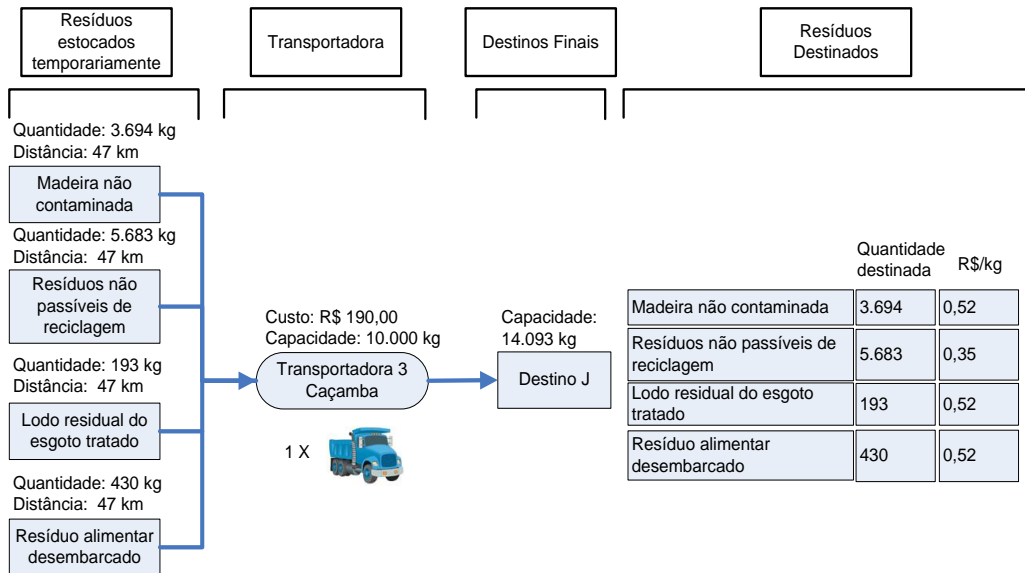 Resíduos
estocados
temporariamente
Transportadora
Destinos Finais
Resíduos
Destinados
Quantidade: 3.694 kg
Distância: 47 km
Madeira não
contaminada
Quantidade: 5.683 kg
Distância: 47 km
Resíduos não
passíveis de
reciclagem
Quantidade: 193 kg
Distância: 47 km
Lodo residual do
esgoto tratado
Quantidade: 430 kg
Distância: 47 km
Resíduo alimentar
desembarcado
Custo: R$ 190,00
Capacidade: 10.000 kg
Transportadora 3
Caçamba
1 X
Capacidade:
14.093 kg
Destino J
Quantidade
destinada
R$/kg
Madeira não contaminada 3.694 0,52
Resíduos não passíveis de
reciclagem 5.683 0,35
Lodo residual do esgoto
tratado 193 0,52
Resíduo alimentar
desembarcado 430 0,52